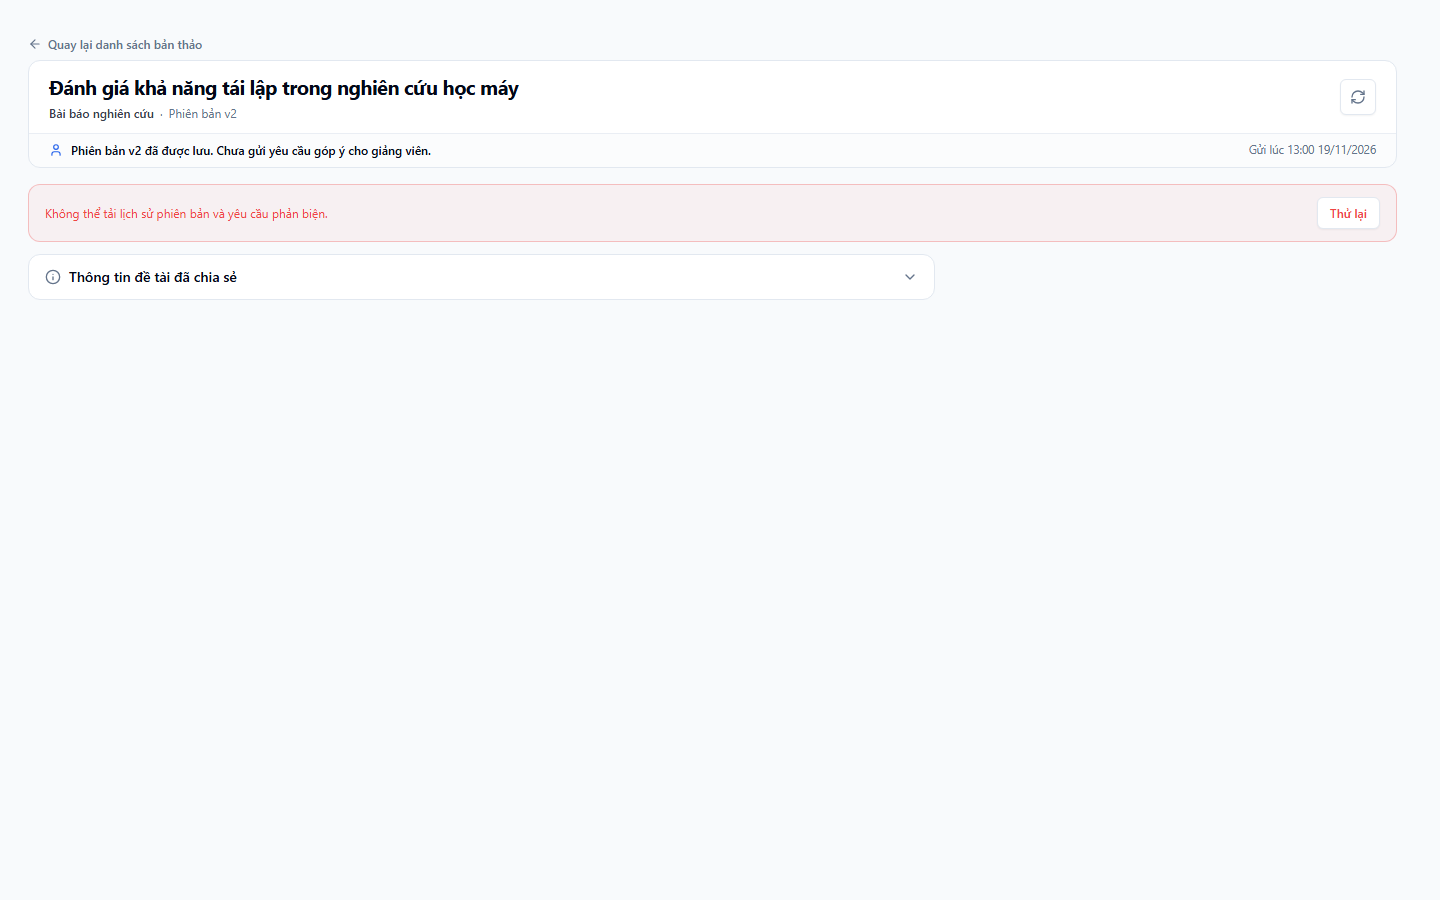 Quay lại danh sách bản thảo
Đánh giá khả năng tái lập trong nghiên cứu học máy
Bài báo nghiên cứu · Phiên bản v2
Phiên bản v2 đã được lưu. Chưa gửi yêu cầu góp ý cho giảng viên.
Gửi lúc 13:00 19/11/2026
Không thể tải lịch sử phiên bản và yêu cầu phản biện.
Thử lại
Thông tin đề tài đã chia sẻ